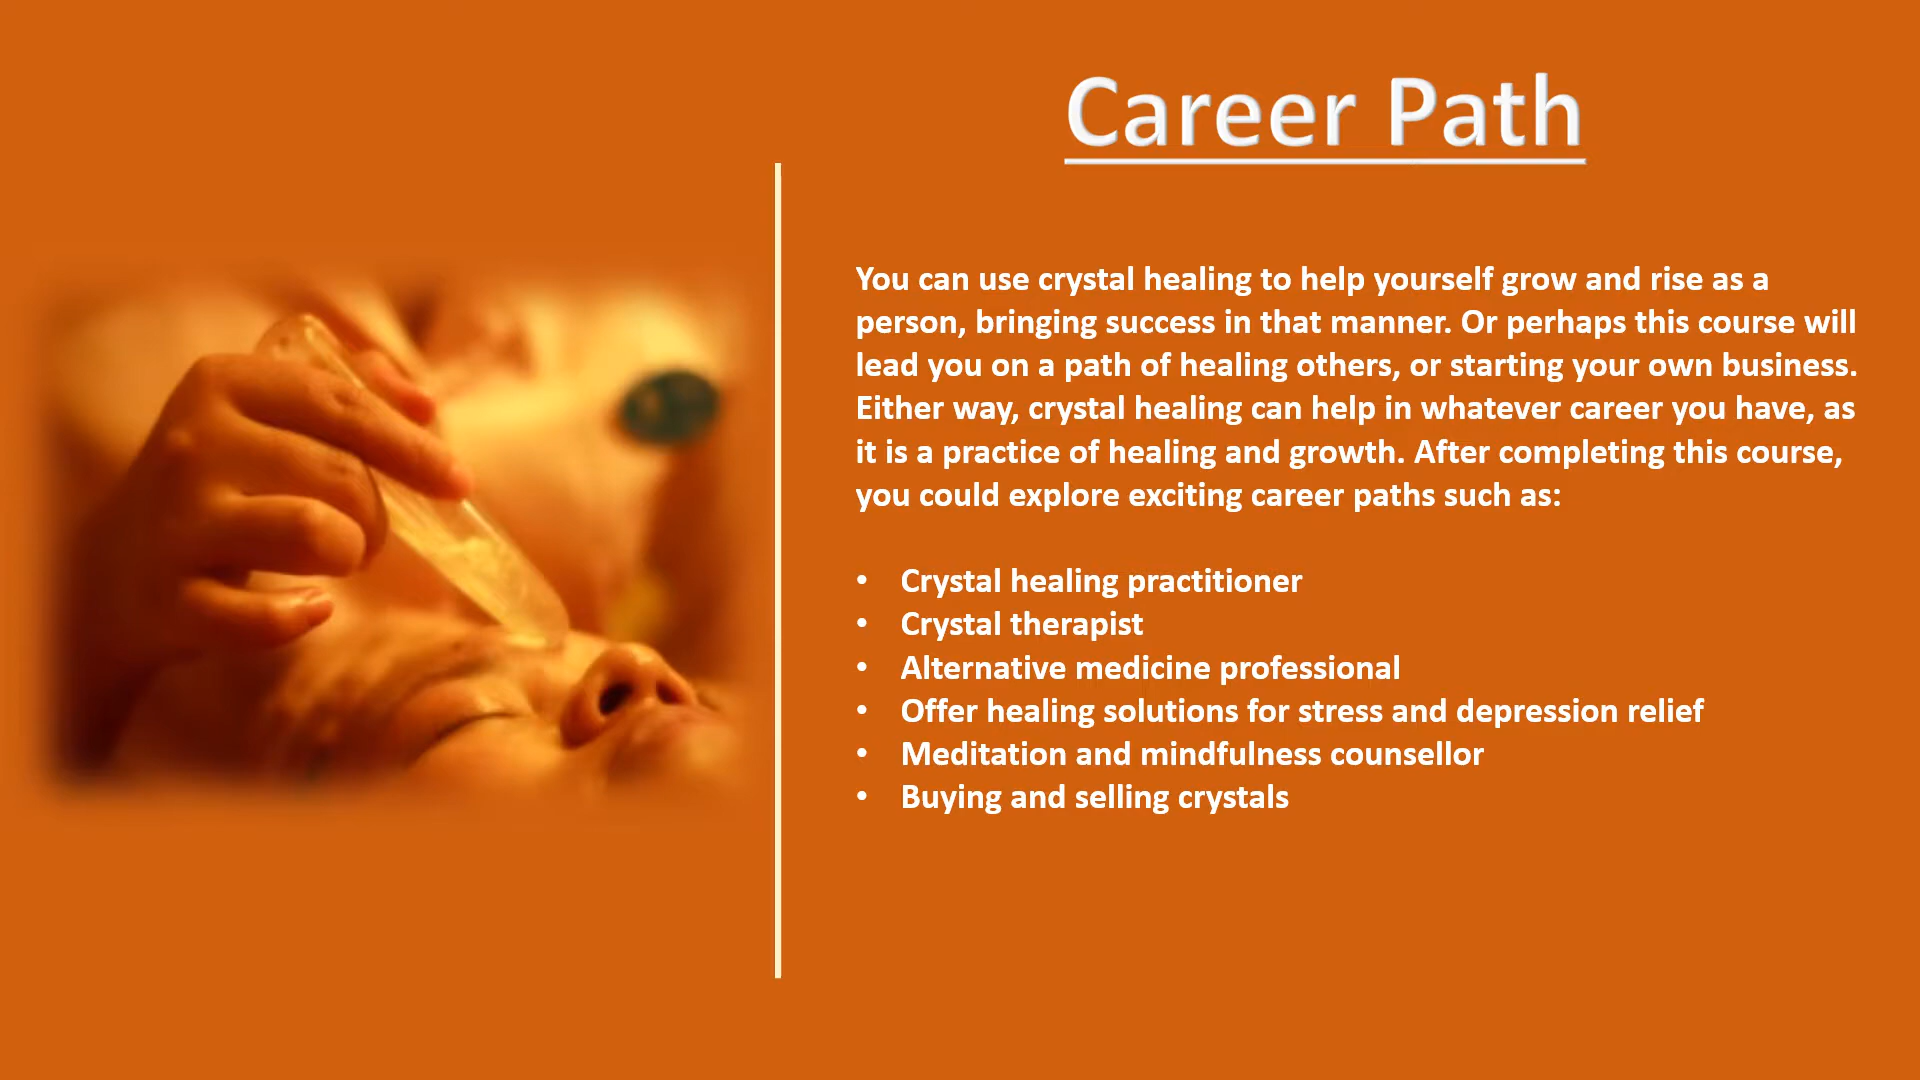 Career Path
You can use crystal healing to help yourself grow and rise as a
person, bringing success in that manner. Or perhaps this course will
lead you on a path of healing others, or starting your own business.
Either way, crystal healing can help in whatever career you have, as
it is a practice of healing and growth. After completing this course,
you could explore exciting career paths such as:
• Crystal healing practitioner
• Crystal therapist
• Alternative medicine professional
• Offer healing solutions for stress and depression relief
• Meditation and mindfulness counsellor
• Buying and selling crystals